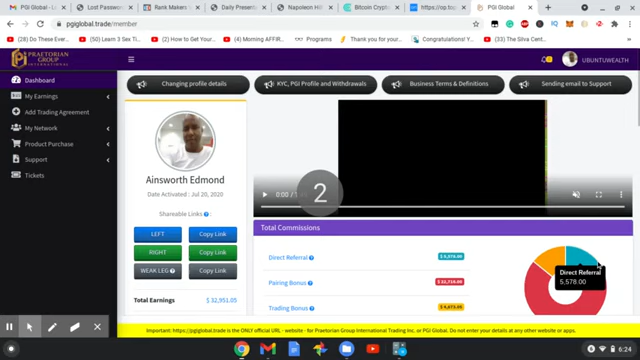 PGi Global - L
Lost Password
Rank Makers
Daily Presenta
Napoleon Hill
Bitcoin Crypto
https://op.top
PGi Global - L
pgiglobal.trade/member
(28) Do These Ever...
(50) Learn 3 Sex Ti...
(2) How to Get Your...
(4) Morning AFFIR...
Programs
Thank you for your...
Congratulations! Y...
(33) The Silva Cent...
PRAETORIAN
GROUP
INTERNATIONAL
UBUNTUWEALTH
Dashboard
My Earnings
Add Trading Agreement
My Network
Product Purchase
Support
Tickets
Changing profile details
KYC, PGI Profile and Withdrawals
Business Terms & Definitions
Sending email to Support
Ainsworth Edmond
Date Activated : Jul 20, 2020
Shareable Links
LEFT Copy Link
RIGHT Copy Link
WEAK LEG Copy Link
Total Earnings $ 32,951.05
0:00 /
2
Total Commissions
Direct Referral
Pairing Bonus
Trading Bonus
Direct Referral
5,578.00
Important: https://pgiglobal.trade is the ONLY official URL - website - for Praetorian Group International Trading Inc. or PGI Global. Do not enter your details at any other website or apps.
6:24